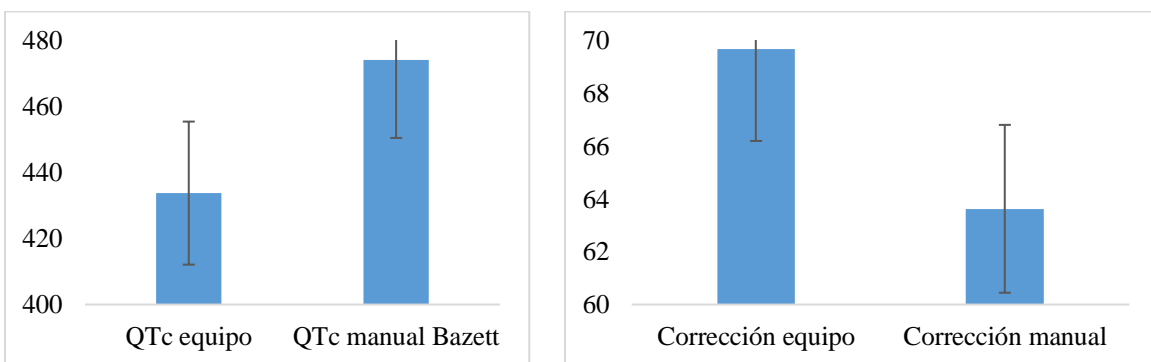 480
460
440
420
400
QTc equipo
QTc manual Bazett
70
68
66
64
62
60
Corrección equipo
Corrección manual